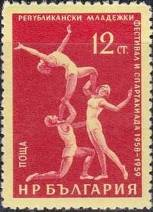 РЕПУБЛИКАНСКИ МЛАДЕЖКИ
ФЕСТИВАЛ И СПАРТАКИАДА 1958-1959
12 СТ.
ПОЩА
НР БЪЛГАРИЯ